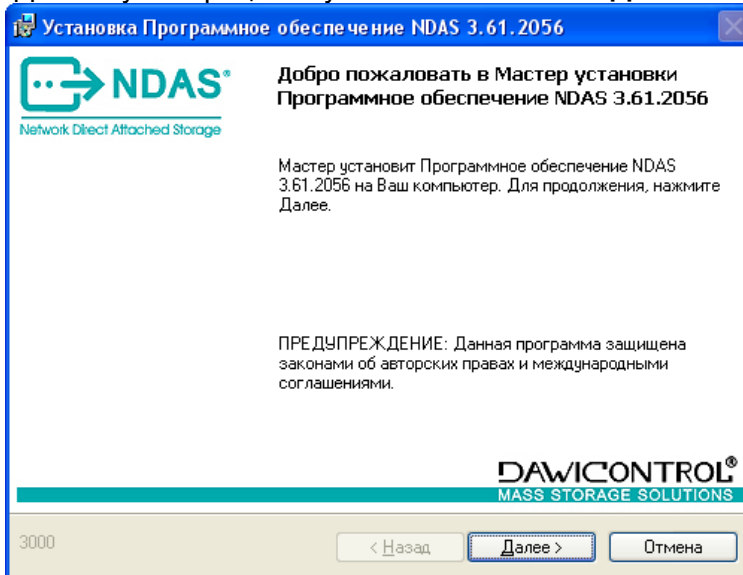 Установка Программное обеспечение NDAS 3.61.2056
NDAS®
Network Direct Attached Storage
Добро пожаловать в Мастер установки
Программное обеспечение NDAS 3.61.2056
Мастер установит Программное обеспечение NDAS
3.61.2056 на Ваш компьютер. Для продолжения, нажмите
Далее.
ПРЕДУПРЕЖДЕНИЕ: Данная программа защищена
законами об авторских правах и международными
соглашениями.
DAWICONTROL®
MASS STORAGE SOLUTIONS
3000
< Назад
Далее >
Отмена